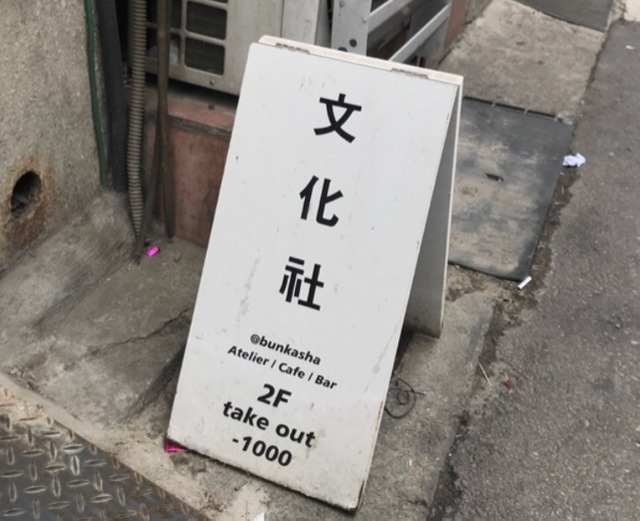 文化社
@bunkasha
Atelier / Cafe / Bar
2F
take out
-1000